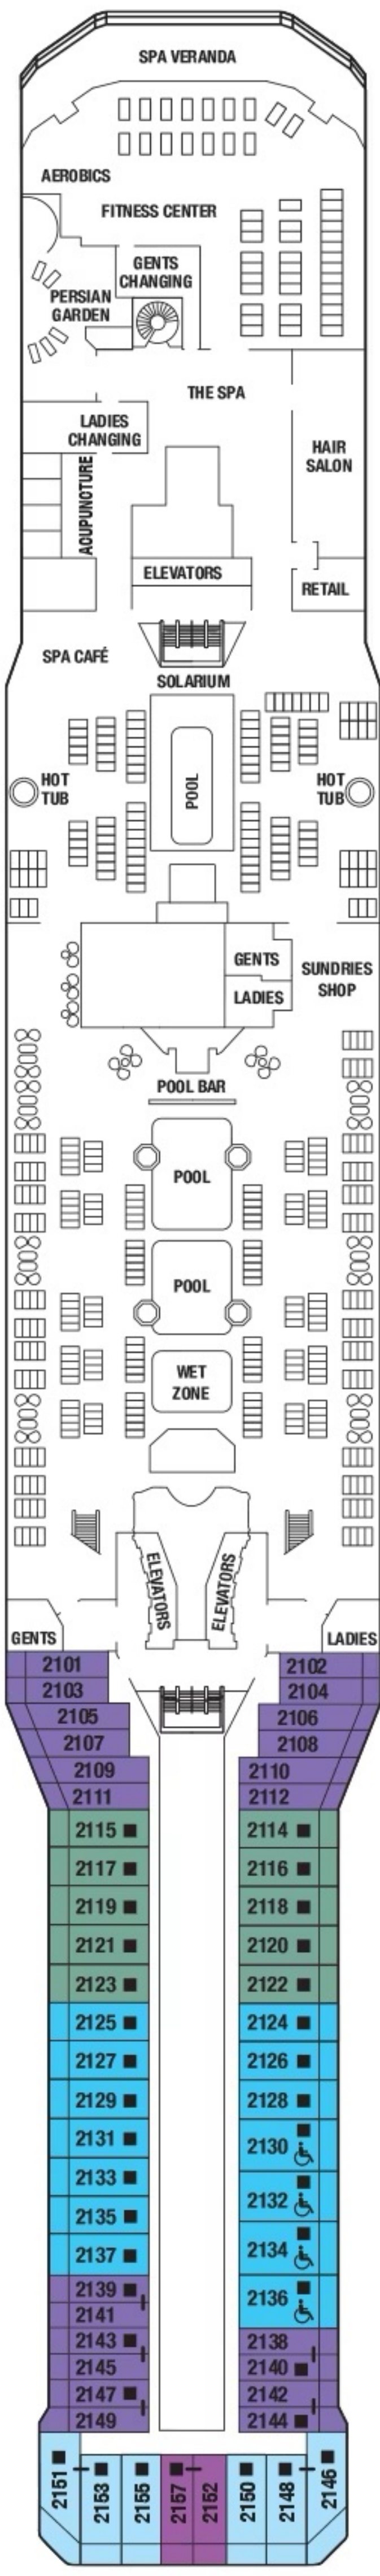 SPA VERANDA
AEROBICS
FITNESS CENTER
GENTS
CHANGING
PERSIAN
GARDEN
THE SPA
LADIES
CHANGING
HAIR
SALON
ACUPUNCTURE
ELEVATORS
RETAIL
SPA CAFÉ
SOLARIUM
HOT
TUB
POOL
HOT
TUB
GENTS
SUNDRIES
SHOP
LADIES
POOL BAR
POOL
POOL
WET
ZONE
ELEVATORS
ELEVATORS
GENTS
LADIES
2101
2102
2103
2104
2105
2106
2107
2108
2109
2110
2111
2112
2115
2114
2117
2116
2119
2118
2121
2120
2123
2122
2125
2124
2127
2126
2129
2128
2131
2130
2133
2132
2135
2134
2137
2136
2139
2141
2143
2138
2145
2140
2147
2142
2149
2144
2151
2153
2155
2157
2152
2150
2148
2146